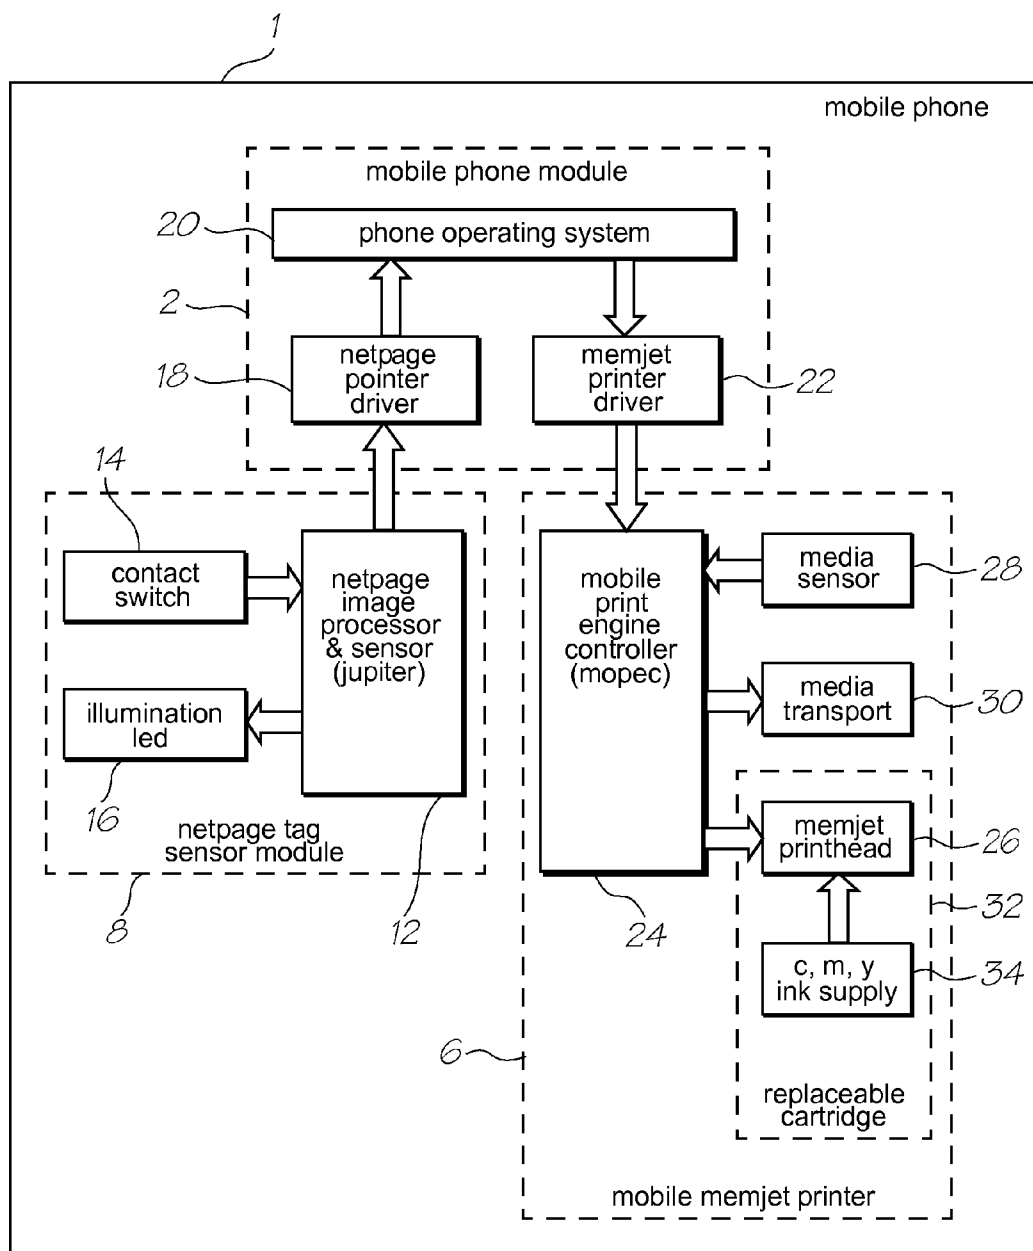 1
mobile phone
mobile phone module
20
phone operating system
2
18
netpage
pointer
driver
memjet
printer
driver
22
14
contact
switch
netpage
image
processor
& sensor
(jupiter)
illumination
led
16
netpage tag
sensor module
8
12
mobile
print
engine
controller
(mopec)
media
sensor
28
media
transport
30
memjet
printhead
26
32
24
c, m, y
ink supply
34
6
replaceable
cartridge
mobile memjet printer